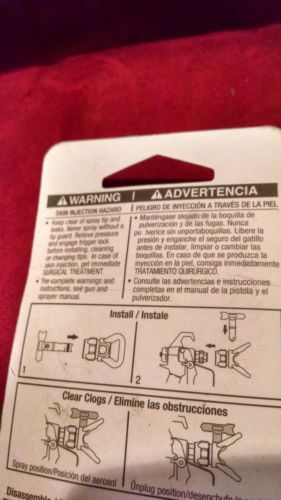 ⚠ WARNING
SKIN INJECTION HAZARD
• Keep clear of spray tip and
leaks. Never spray without a
tip guard. Relieve pressure
and engage trigger lock
before installing, cleaning
or changing tips. In case of
skin injection, get immediate
SURGICAL TREATMENT.
• Per complete warnings and
instructions, see gun and
sprayer manual.
⚠ ADVERTENCIA
PELIGRO DE INYECCIÓN A TRAVÉS DE LA PIEL
• Manténgase alejado de la boquilla de
pulverización y de las fugas. Nunca
pu verice sin unportaboquillas. Libere la
presión y enganche el seguro del gatillo
antes de instalar, limpiar o cambiar las
boquillas. En caso de que se produzca la
inyección en la piel, consiga inmediatamente
TRATAMIENTO QUIRÚRGICO.
• Consulte las advertencias e instrucciones
completas en el manual de la pistola y el
pulverizador.
Install / Instale
1
2
Clear Clogs / Elimine las obstrucciones
Spray position/Posición del aerosol
Unplug position/desenchufe